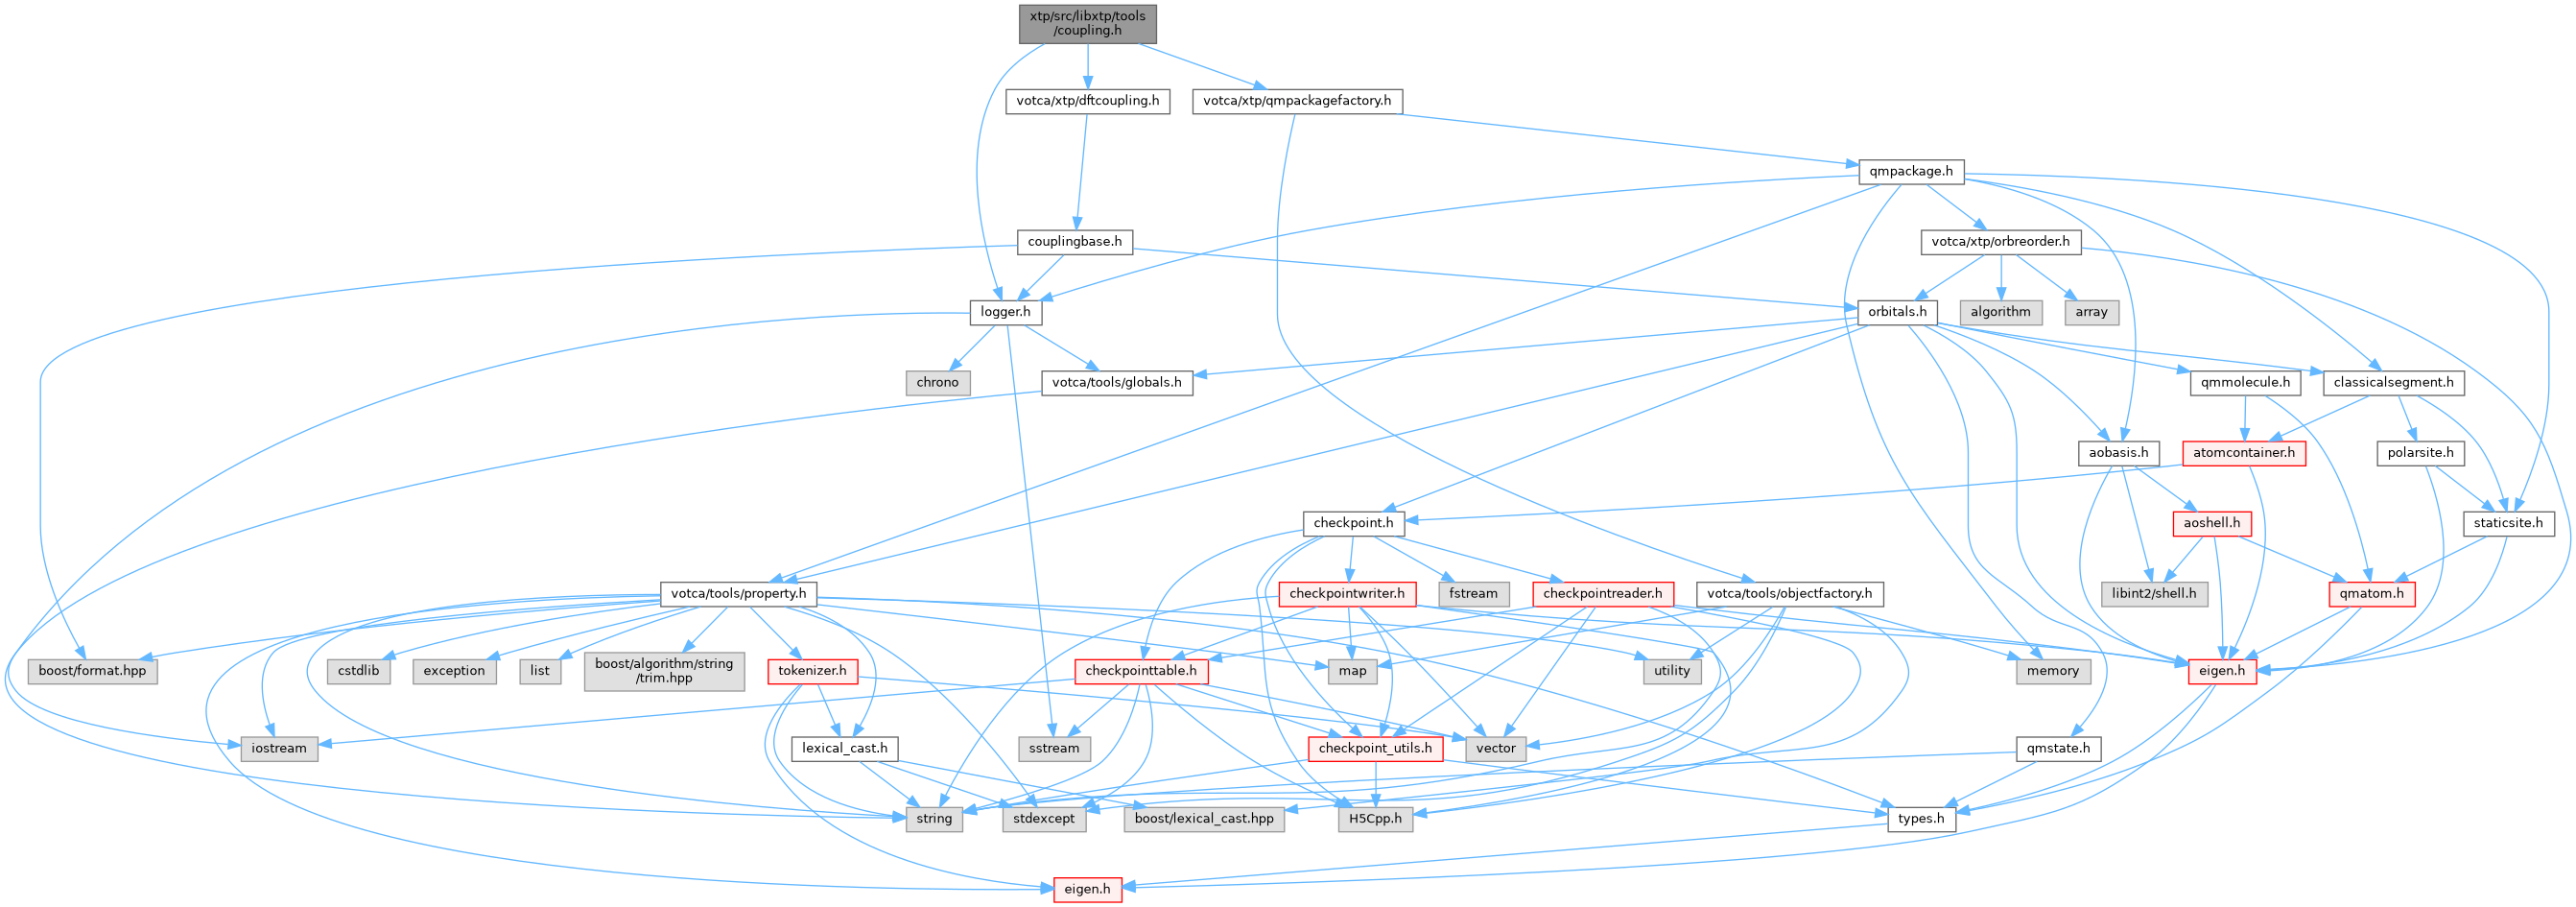 xtp/src/libxtp/tools
/coupling.h
votca/xtp/dftcoupling.h
votca/xtp/qmpackagefactory.h
qmpackage.h
couplingbase.h
votca/xtp/orbreorder.h
logger.h
orbitals.h
algorithm
array
chrono
votca/tools/globals.h
qmmolecule.h
classicalsegment.h
aobasis.h
atomcontainer.h
polarsite.h
checkpoint.h
aoshell.h
staticsite.h
votca/tools/property.h
checkpointwriter.h
fstream
checkpointreader.h
votca/tools/objectfactory.h
libint2/shell.h
qmatom.h
boost/format.hpp
cstdlib
exception
list
boost/algorithm/string
/trim.hpp
tokenizer.h
checkpointtable.h
map
utility
memory
eigen.h
iostream
lexical_cast.h
sstream
checkpoint_utils.h
vector
qmstate.h
string
stdexcept
boost/lexical_cast.hpp
H5Cpp.h
types.h
eigen.h